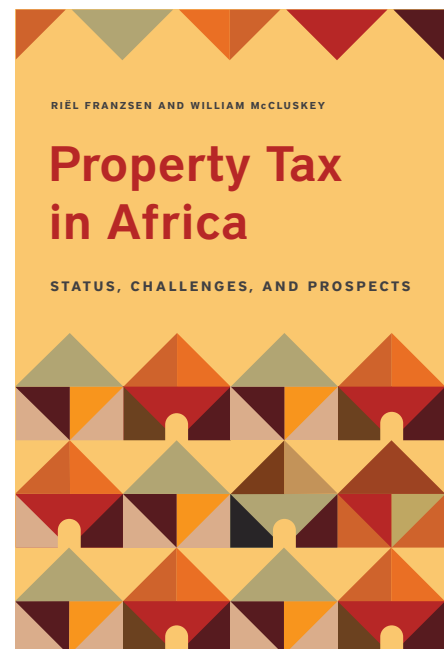 RIËL FRANZSEN AND WILLIAM McCLUSKEY
Property Tax
in Africa
STATUS, CHALLENGES, AND PROSPECTS